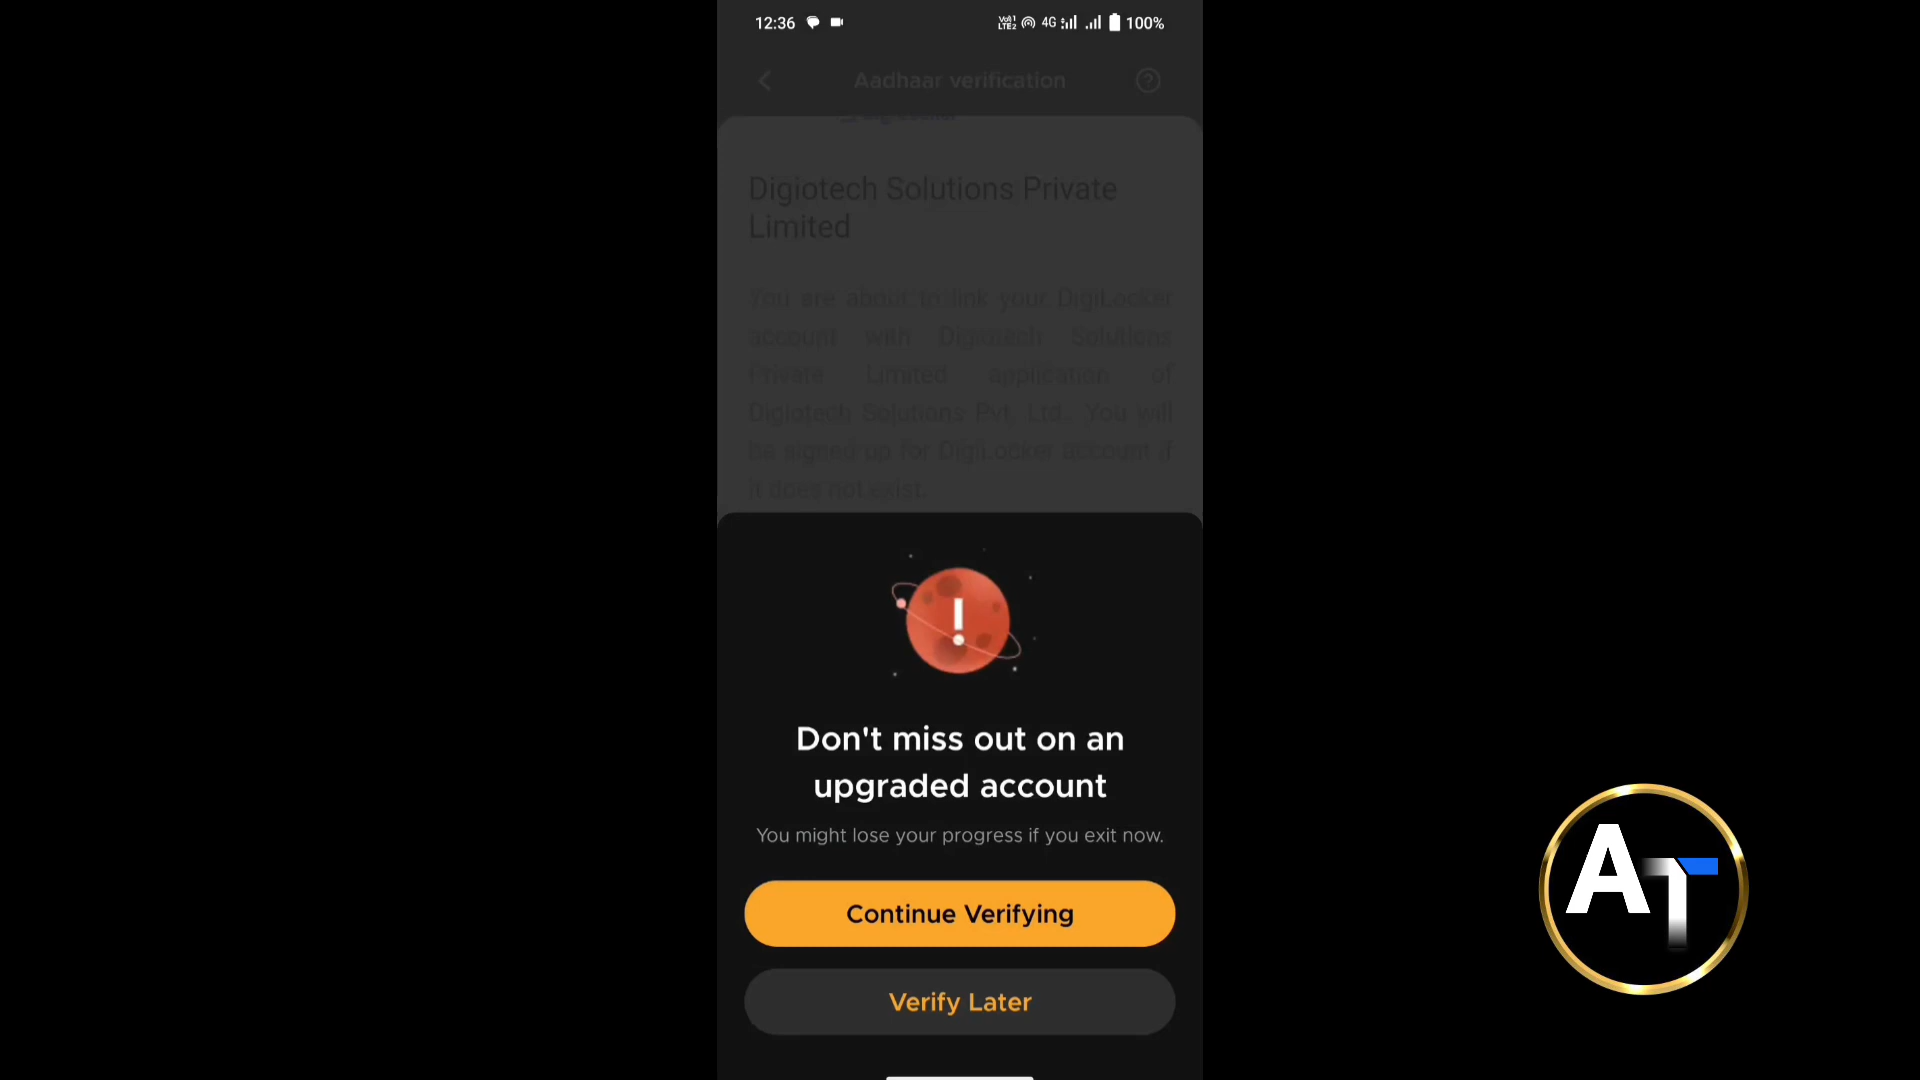 12:36
Vo1) LTE2 4G 100%
Aadhaar verification
Digiotech Solutions Private
Limited
You are about to link your DigiLocker
account with Digiotech Solutions
Private Limited application of
Digiotech Solutions Pvt. Ltd.. You will
be signed up for DigiLocker account if
it does not exist.
!
Don't miss out on an
upgraded account
You might lose your progress if you exit now.
Continue Verifying
Verify Later
AT